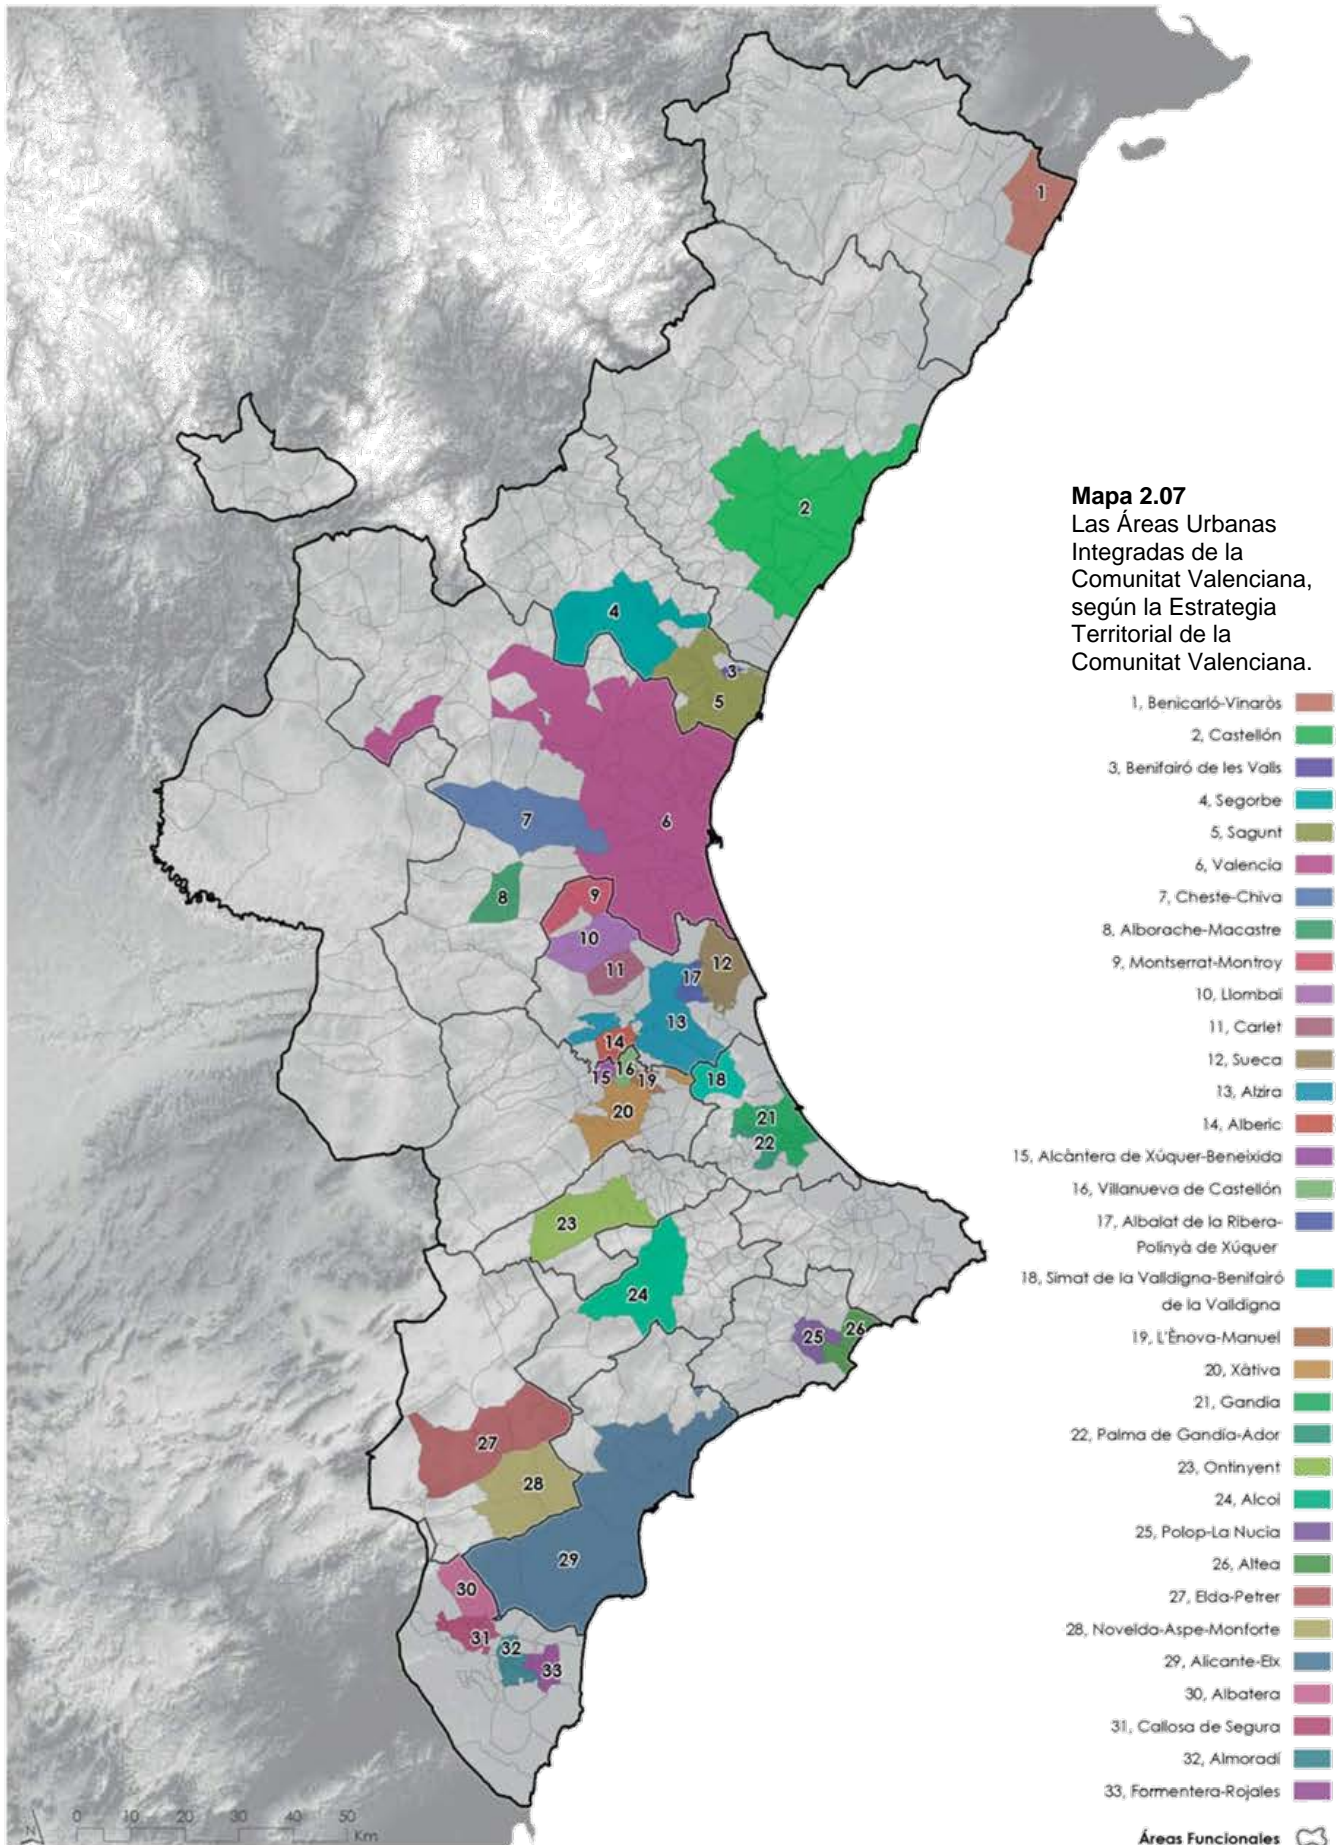 1
2
3
4
5
6
7
8
9
10
11
12
17
13
14
15
16
19
18
20
21
22
23
24
25
26
27
28
29
30
31
32
33
Mapa 2.07
Las Áreas Urbanas
Integradas de la
Comunitat Valenciana,
según la Estrategia
Territorial de la
Comunitat Valenciana.
1, Benicarló-Vinaròs
2, Castellón
3, Benifairó de les Valls
4, Segorbe
5, Sagunt
6, Valencia
7, Cheste-Chiva
8, Alborache-Macastre
9, Montserrat-Montroy
10, Llombai
11, Carlet
12, Sueca
13, Alzira
14, Alberic
15, Alcàntera de Xúquer-Beneixida
16, Villanueva de Castellón
17, Albalat de la Ribera-
Polinyà de Xúquer
18, Simat de la Valldigna-Benifairó
de la Valldigna
19, L'Ènova-Manuel
20, Xàtiva
21, Gandia
22, Palma de Gandía-Ador
23, Ontinyent
24, Alcoi
25, Polop-La Nucia
26, Altea
27, Elda-Petrer
28, Novelda-Aspe-Monforte
29, Alicante-Elx
30, Albatera
31, Callosa de Segura
32, Almoradí
33, Formentera-Rojales
Áreas Funcionales
N
0 10 20 30 40 50
Km